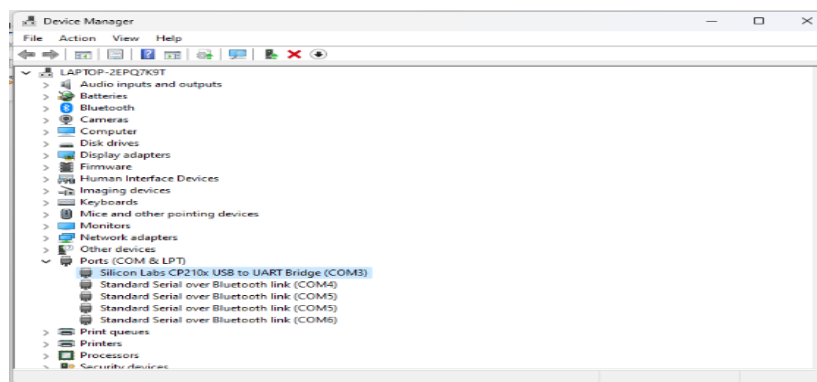 Device Manager
File Action View Help
LAPTOP-2EPQ7K9T
Audio inputs and outputs
Batteries
Bluetooth
Cameras
Computer
Disk drives
Display adapters
Firmware
Human Interface Devices
Imaging devices
Keyboards
Mice and other pointing devices
Monitors
Network adapters
Other devices
Ports (COM & LPT)
Silicon Labs CP210x USB to UART Bridge (COM3)
Standard Serial over Bluetooth link (COM4)
Standard Serial over Bluetooth link (COM5)
Standard Serial over Bluetooth link (COM5)
Standard Serial over Bluetooth link (COM6)
Print queues
Printers
Processors
Security devices